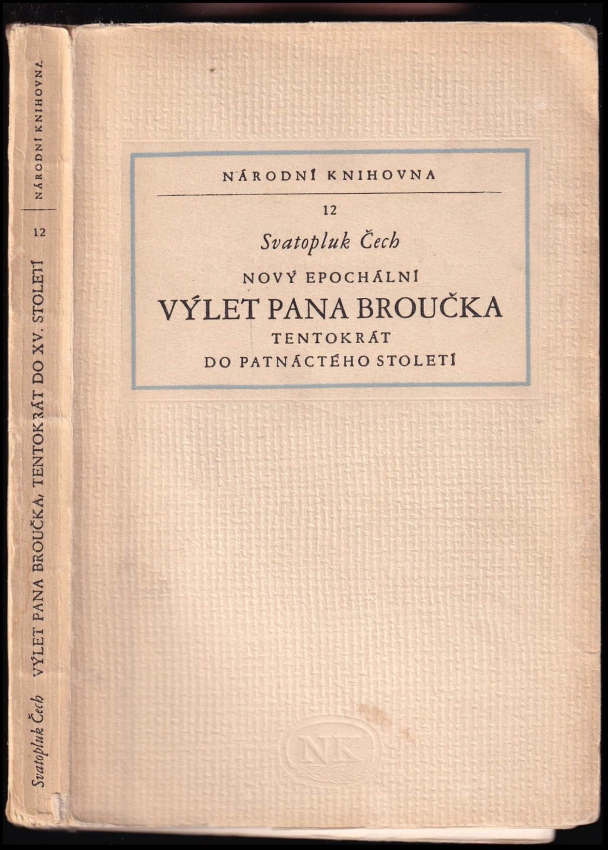 NÁRODNÍ KNIHOVNA
12
Svatopluk Čech
NOVÝ EPOCHÁLNÍ
VÝLET PANA BROUČKA
TENTOKRÁT
DO PATNÁCTÉHO STOLETÍ
NK
Svatopluk Čech VÝLET PANA BROUČKA, TENTOKRÁT DO XV. STOLETÍ 12 NÁRODNÍ KNIHOVNA